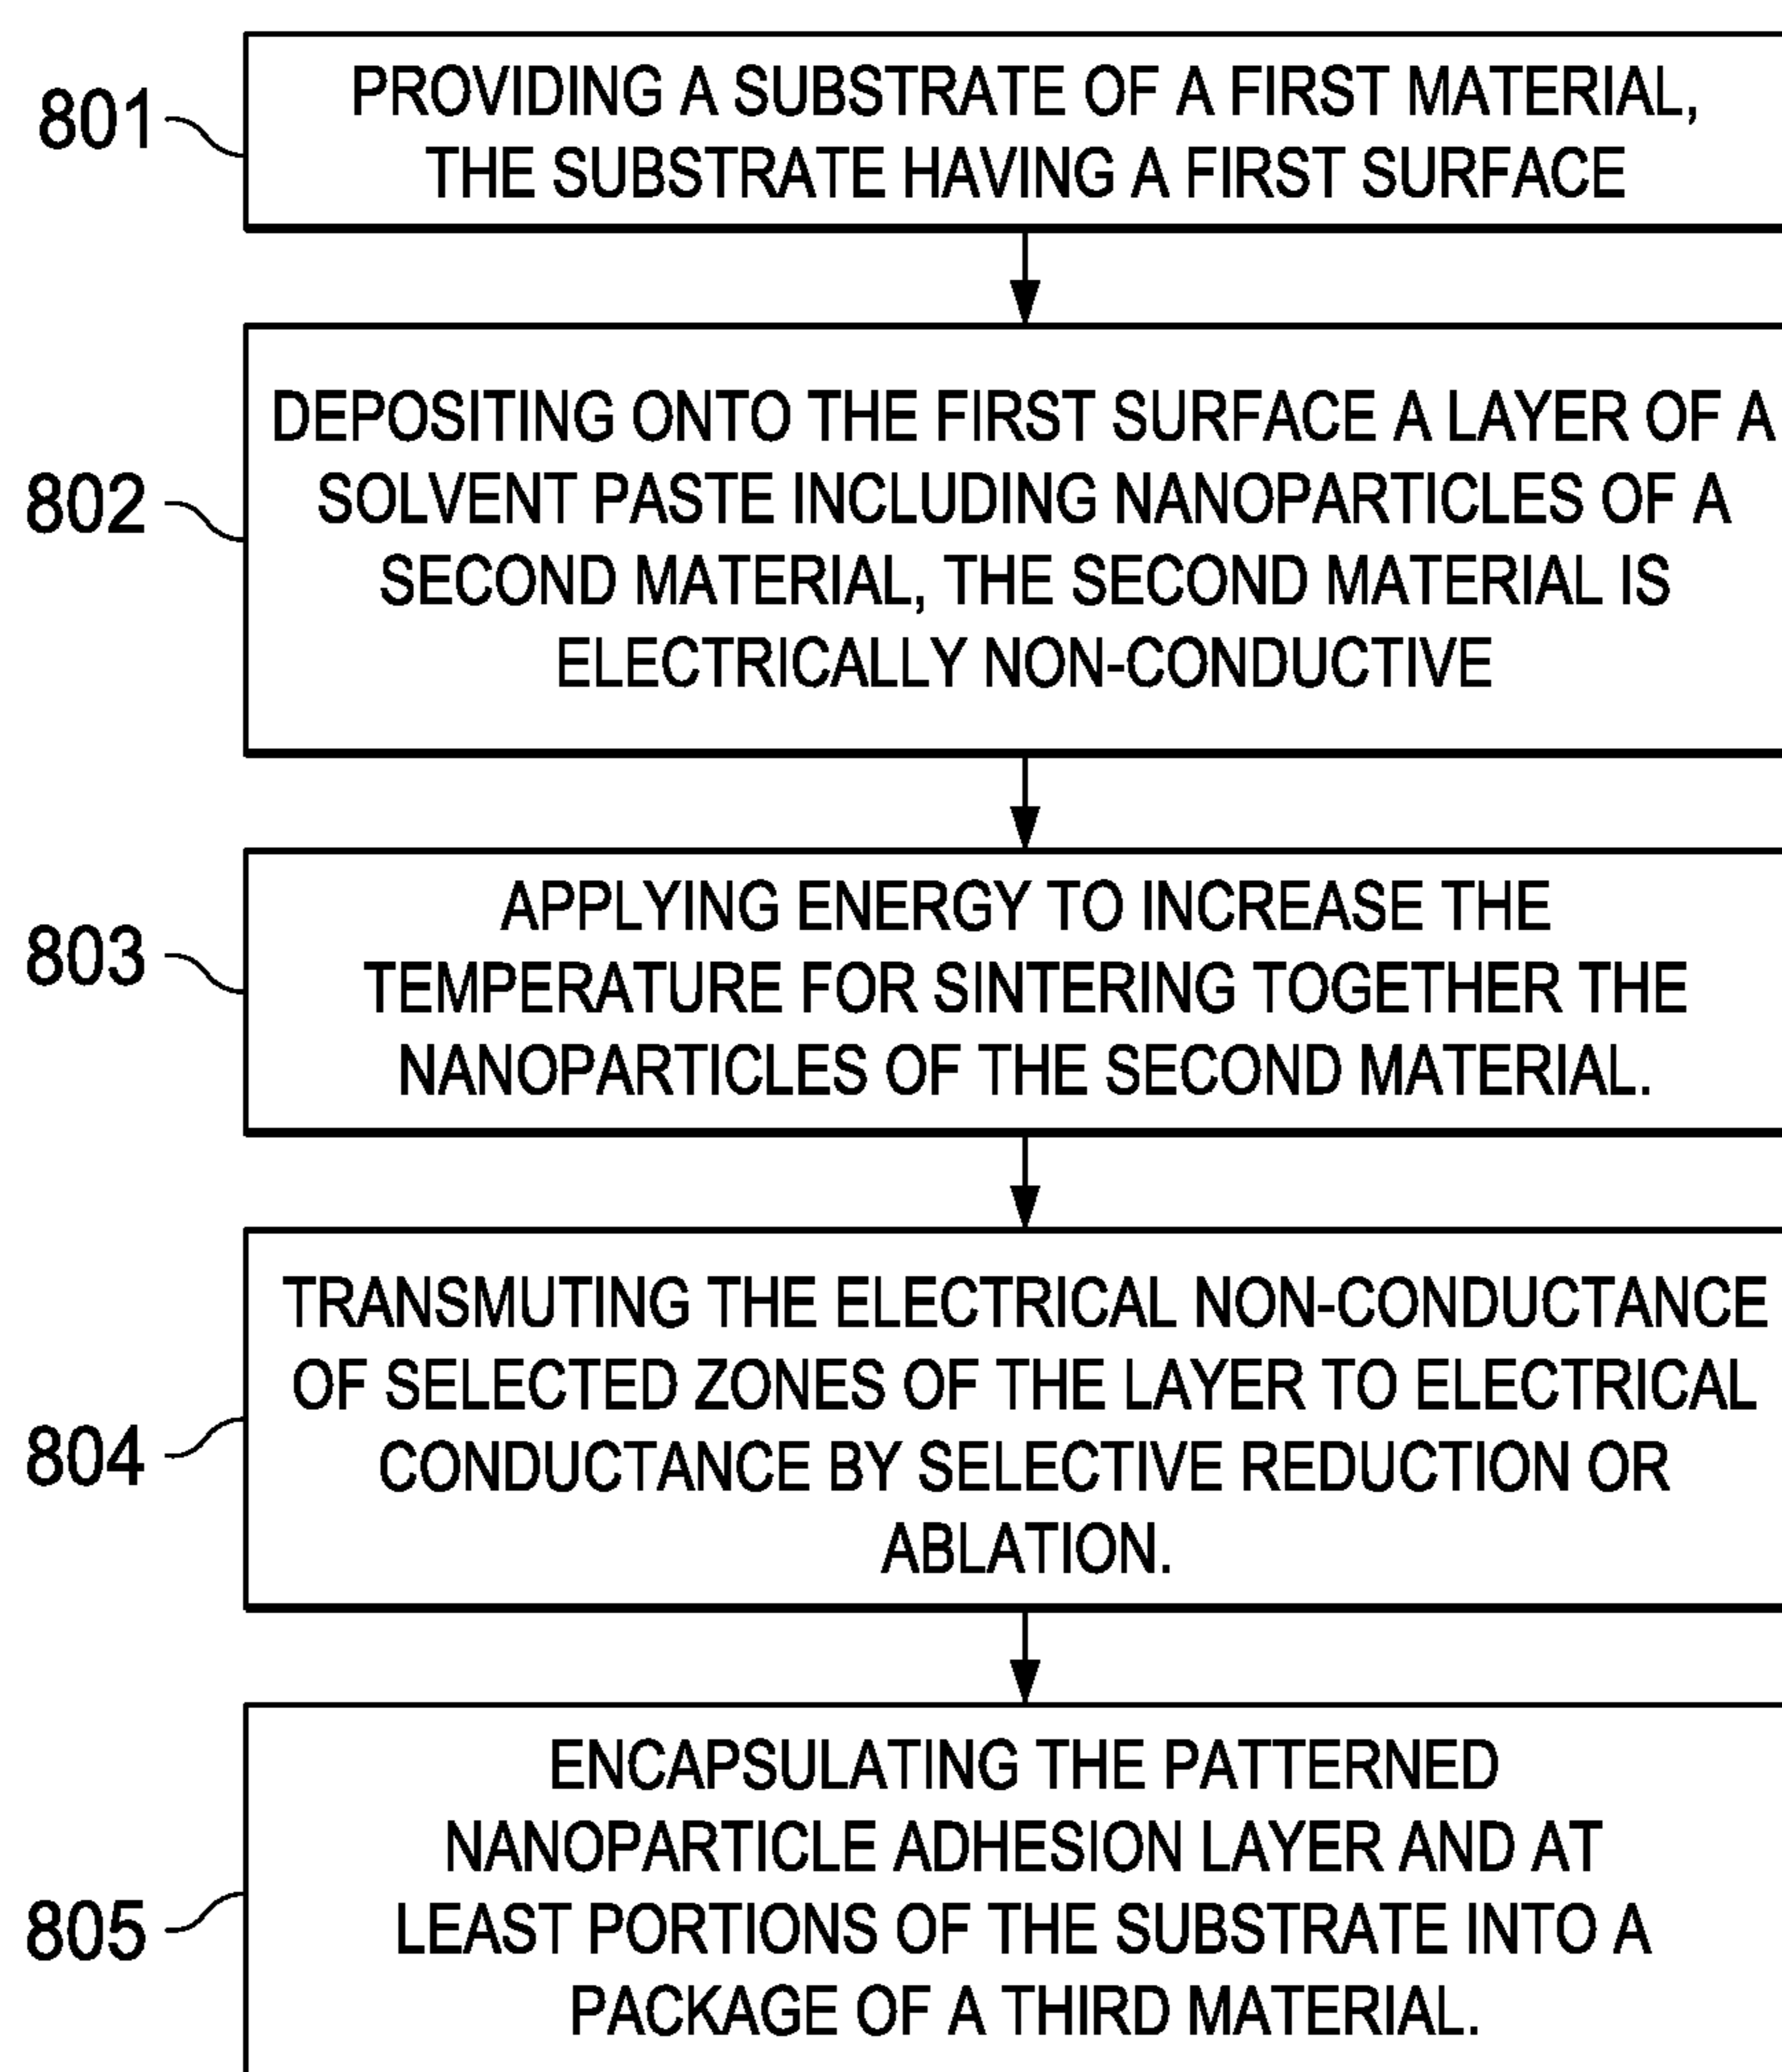 801
PROVIDING A SUBSTRATE OF A FIRST MATERIAL,
THE SUBSTRATE HAVING A FIRST SURFACE
802
DEPOSITING ONTO THE FIRST SURFACE A LAYER OF A
SOLVENT PASTE INCLUDING NANOPARTICLES OF A
SECOND MATERIAL, THE SECOND MATERIAL IS
ELECTRICALLY NON-CONDUCTIVE
803
APPLYING ENERGY TO INCREASE THE
TEMPERATURE FOR SINTERING TOGETHER THE
NANOPARTICLES OF THE SECOND MATERIAL.
804
TRANSMUTING THE ELECTRICAL NON-CONDUCTANCE
OF SELECTED ZONES OF THE LAYER TO ELECTRICAL
CONDUCTANCE BY SELECTIVE REDUCTION OR
ABLATION.
805
ENCAPSULATING THE PATTERNED
NANOPARTICLE ADHESION LAYER AND AT
LEAST PORTIONS OF THE SUBSTRATE INTO A
PACKAGE OF A THIRD MATERIAL.